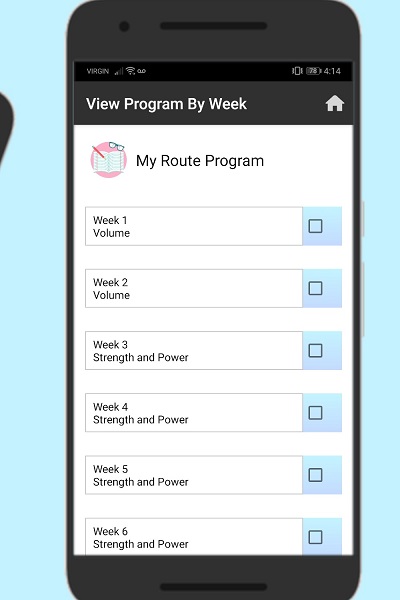 VIRGIN 78 4:14
View Program By Week
My Route Program
Week 1
Volume
Week 2
Volume
Week 3
Strength and Power
Week 4
Strength and Power
Week 5
Strength and Power
Week 6
Strength and Power